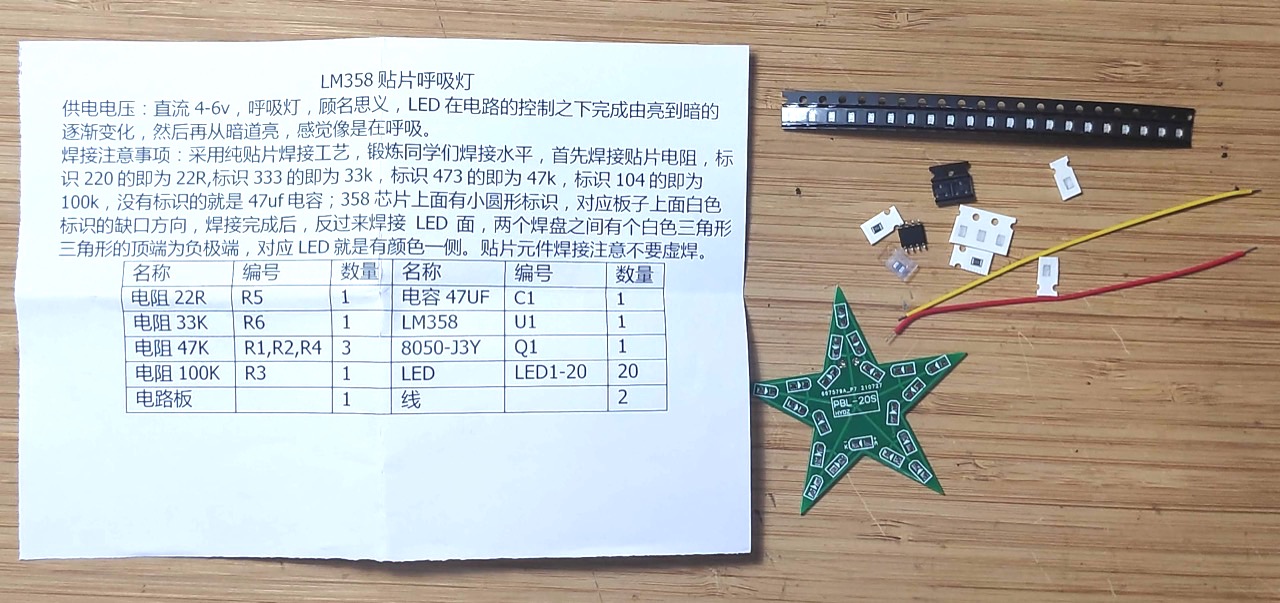 LM358 贴片呼吸灯
供电电压：直流 4-6v，呼吸灯，顾名思义，LED 在电路的控制之下完成由亮到暗的
逐渐变化，然后再从暗道亮，感觉像是在呼吸。
焊接注意事项：采用纯贴片焊接工艺，锻炼同学们焊接水平，首先焊接贴片电阻，标
识 220 的即为 22R,标识 333 的即为 33k，标识 473 的即为 47k，标识 104 的即为
100k，没有标识的就是 47uf 电容；358 芯片上面有小圆形标识，对应板子上面白色
标识的缺口方向，焊接完成后，反过来焊接 LED 面，两个焊盘之间有个白色三角形
三角形的顶端为负极端，对应 LED 就是有颜色一侧。贴片元件焊接注意不要虚焊。
名称 编号 数量 名称 编号 数量
电阻 22R R5 1 电容 47UF C1 1
电阻 33K R6 1 LM358 U1 1
电阻 47K R1,R2,R4 3 8050-J3Y Q1 1
电阻 100K R3 1 LED LED1-20 20
电路板 1 线 2
PBL-20S
HYDZ